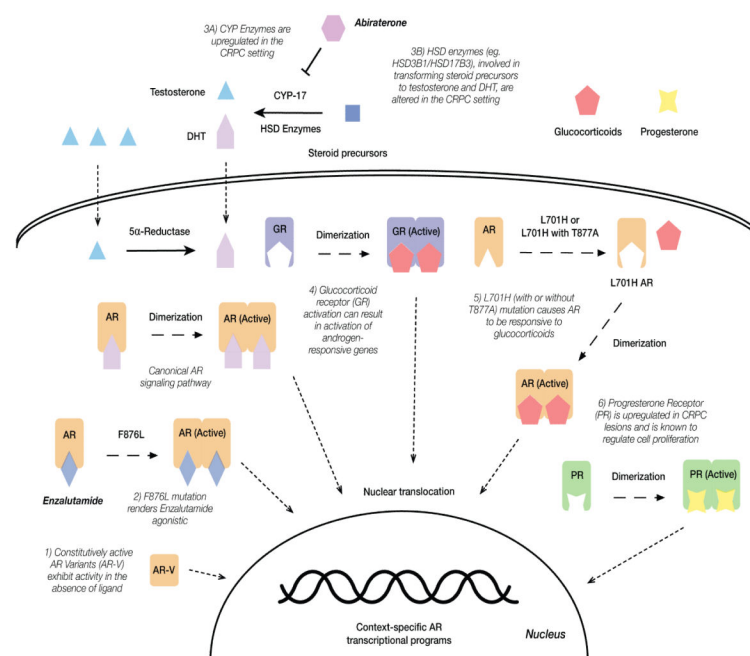 3A) CYP Enzymes are
upregulated in the
CRPC setting
Abiraterone
3B) HSD enzymes (eg.
HSD3B1/HSD17B3), involved in
transforming steroid precursors
to testosterone and DHT, are
altered in the CRPC setting
Testosterone
CYP-17
DHT
HSD Enzymes
Steroid precursors
Glucocorticoids
Progesterone
5α-Reductase
GR
Dimerization
GR (Active)
AR
L701H or
L701H with T877A
AR
L701H AR
4) Glucocorticoid
receptor (GR)
activation can result
in activation of
androgen-
responsive genes
5) L701H (with or without
T877A) mutation causes AR
to be responsive to
glucocorticoids
Dimerization
AR
Dimerization
AR (Active)
Canonical AR
signaling pathway
AR (Active)
6) Progresterone Receptor
(PR) is upregulated in CRPC
lesions and is known to
regulate cell proliferation
AR
F876L
AR (Active)
Enzalutamide
2) F876L mutation
renders Enzalutamide
agonistic
Nuclear translocation
PR
Dimerization
PR (Active)
1) Constitutively active
AR Variants (AR-V)
exhibit activity in the
absence of ligand
AR-V
Context-specific AR
transcriptional programs
Nucleus